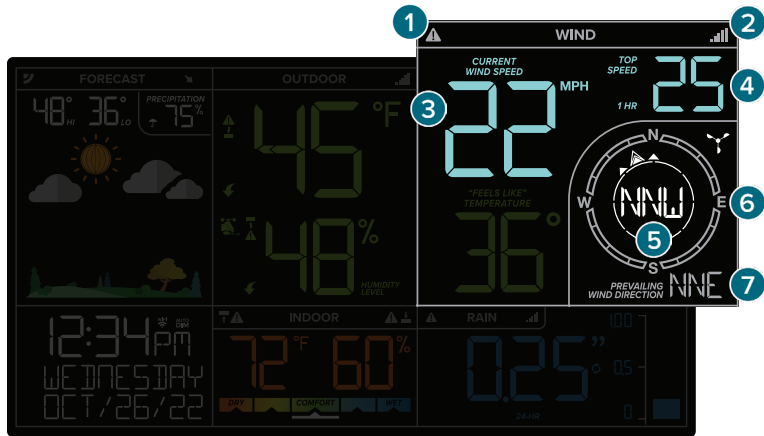 1
WIND
2
FORECAST
OUTDOOR
48° HI 36° LO
PRECIPITATION
75%
45°F
48%
HUMIDITY
LEVEL
CURRENT
WIND SPEED
3
22 MPH
TOP
SPEED
1 HR
25
4
"FEELS LIKE"
TEMPERATURE
36°
N
W
NNW
E
6
5
S
PREVAILING
WIND DIRECTION
NNE
7
12:34PM
AUTO
DIM
WEDNESDAY
OCT/26/22
INDOOR
72°F
60%
DRY
COMFORT
WET
RAIN
0.25”
24-HR
1.00
0.5
0